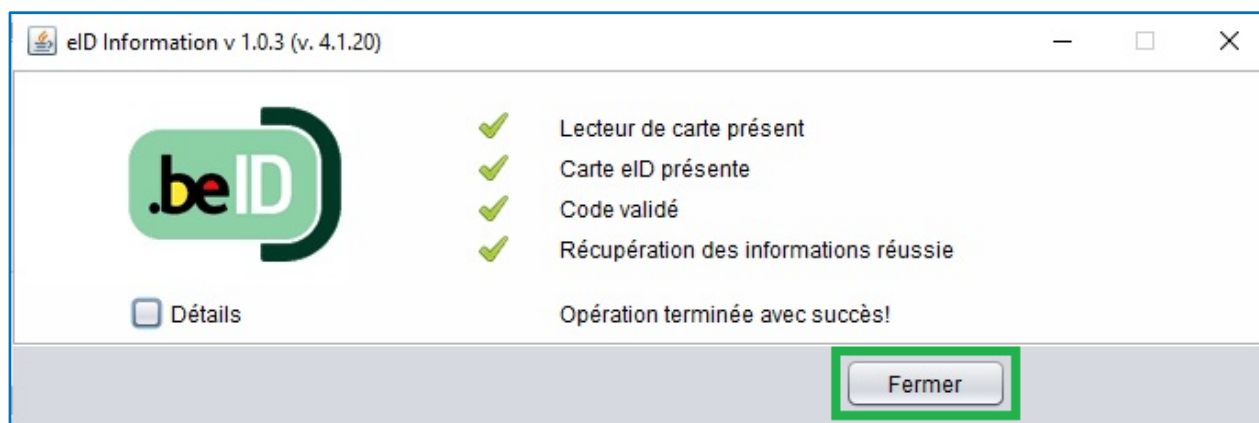 eID Information v 1.0.3 (v. 4.1.20)
.beID
Lecteur de carte présent
Carte eID présente
Code validé
Récupération des informations réussie
Détails
Opération terminée avec succès!
Fermer